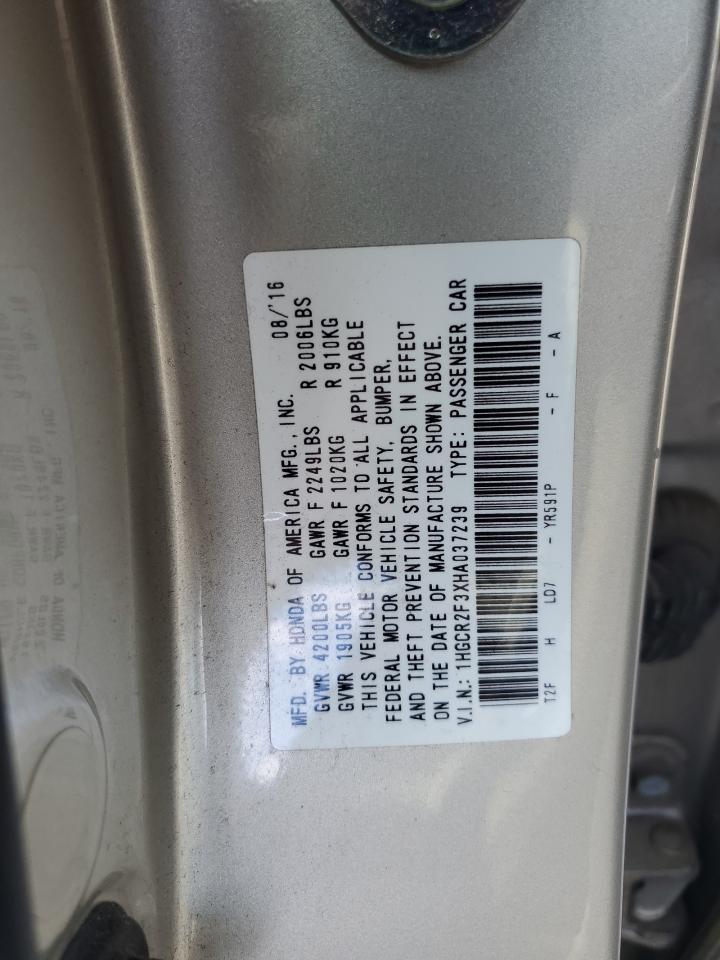 MFD. BY HONDA OF AMERICA MFG., INC. 08/'16
GVWR 4200LBS GAWR F 2249LBS R 2006LBS
GVWR 1905KG GAWR F 1020KG R 910KG
THIS VEHICLE CONFORMS TO ALL APPLICABLE
FEDERAL MOTOR VEHICLE SAFETY, BUMPER,
AND THEFT PREVENTION STANDARDS IN EFFECT
ON THE DATE OF MANUFACTURE SHOWN ABOVE.
V.I.N.: 1HGCR2F3XHA037239 TYPE: PASSENGER CAR
T2F H LD7 - YR591P - F - A